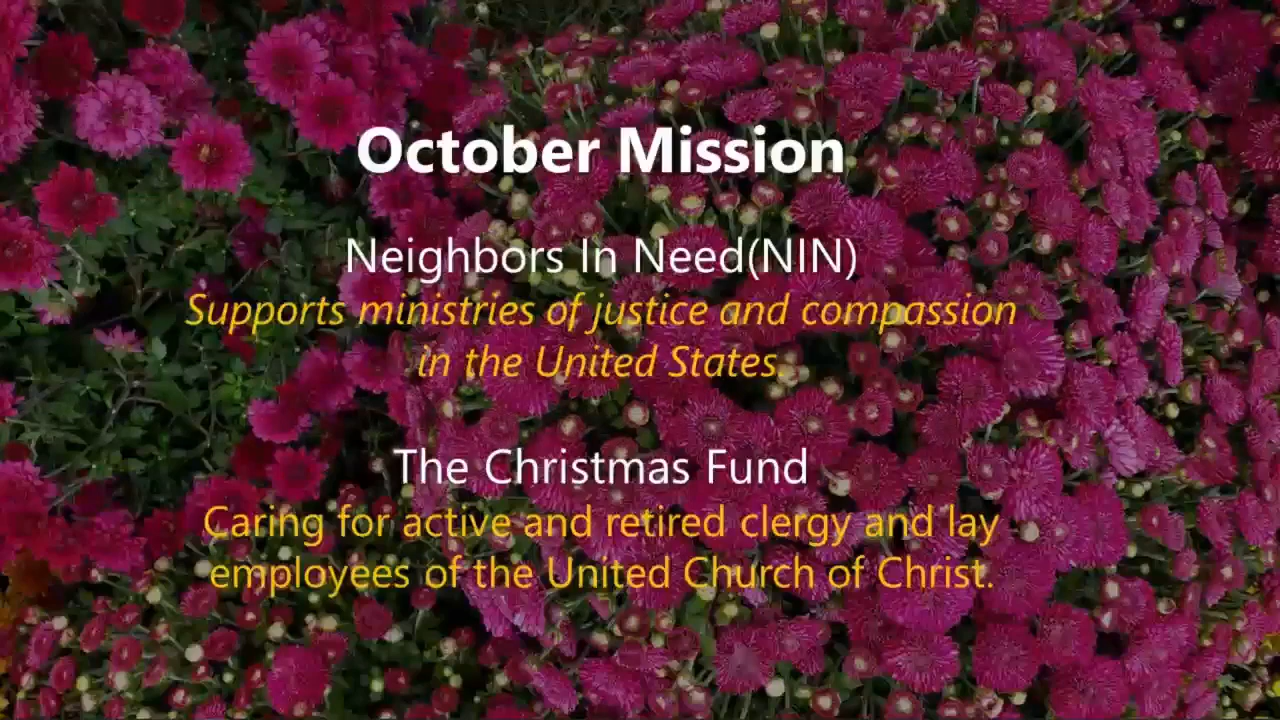 October Mission
Neighbors In Need(NIN)
Supports ministries of justice and compassion
in the United States.
The Christmas Fund
Caring for active and retired clergy and lay
employees of the United Church of Christ.